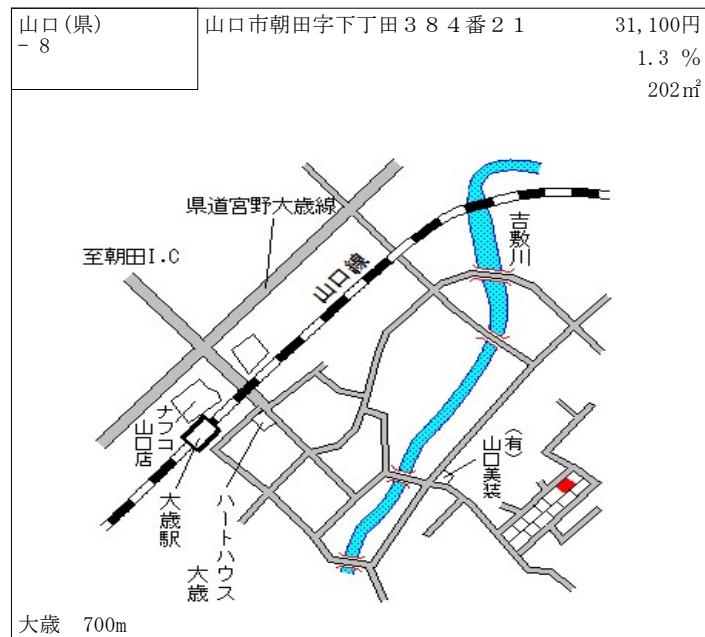 山口(県)
- 8
山口市朝田字下丁田３８４番２１
31,100円
1.3 %
202㎡
県道宮野大歳線
至朝田I.C
山口線
吉敷川
ナフコ
山口店
大歳駅
ハートハウス
大歳
(有)
山口美装
大歳 700m